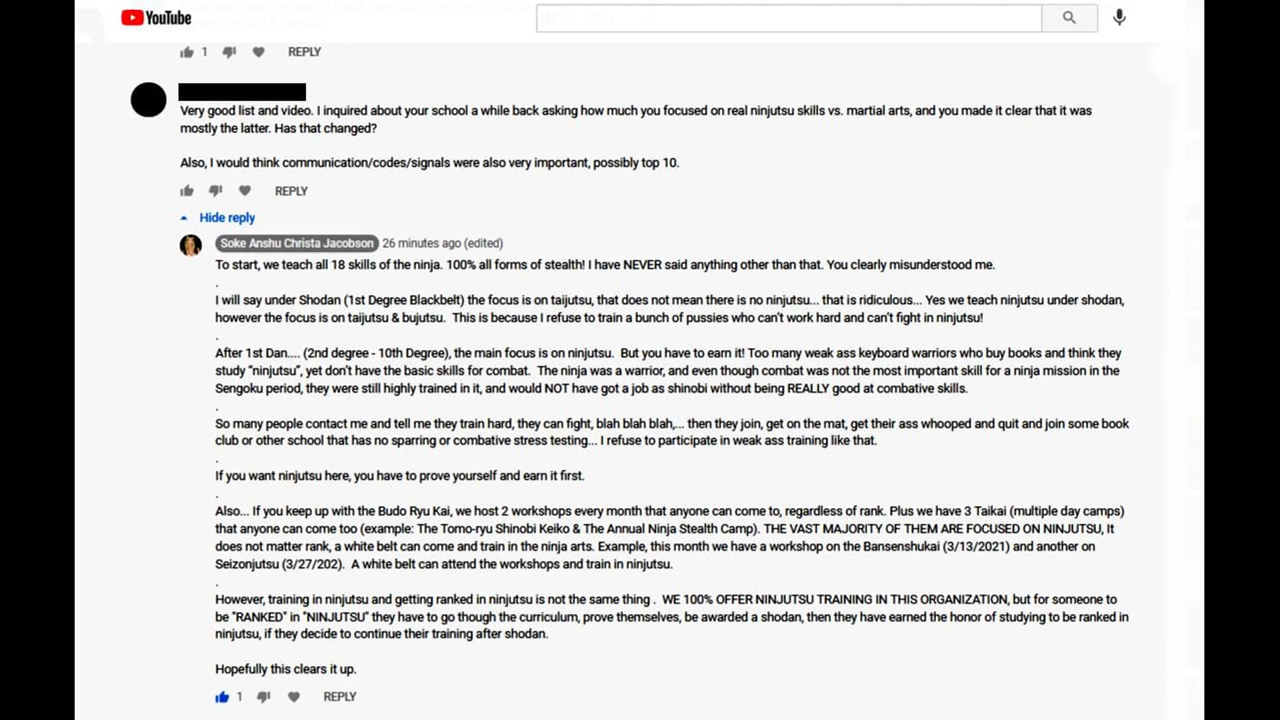 YouTube
1 REPLY
Very good list and video. I inquired about your school a while back asking how much you focused on real ninjutsu skills vs. martial arts, and you made it clear that it was
mostly the latter. Has that changed?
Also, I would think communication/codes/signals were also very important, possibly top 10.
REPLY
Hide reply
Soke Anshu Christa Jacobson 26 minutes ago (edited)
To start, we teach all 18 skills of the ninja. 100% all forms of stealth! I have NEVER said anything other than that. You clearly misunderstood me.
.
I will say under Shodan (1st Degree Blackbelt) the focus is on taijutsu, that does not mean there is no ninjutsu... that is ridiculous... Yes we teach ninjutsu under shodan,
however the focus is on taijutsu & bujutsu. This is because I refuse to train a bunch of pussies who can't work hard and can't fight in ninjutsu!
.
After 1st Dan.... (2nd degree - 10th Degree), the main focus is on ninjutsu. But you have to earn it! Too many weak ass keyboard warriors who buy books and think they
study "ninjutsu", yet don't have the basic skills for combat. The ninja was a warrior, and even though combat was not the most important skill for a ninja mission in the
Sengoku period, they were still highly trained in it, and would NOT have got a job as shinobi without being REALLY good at combative skills.
.
So many people contact me and tell me they train hard, they can fight, blah blah blah,... then they join, get on the mat, get their ass whooped and quit and join some book
club or other school that has no sparring or combative stress testing... I refuse to participate in weak ass training like that.
.
If you want ninjutsu here, you have to prove yourself and earn it first.
.
Also... If you keep up with the Budo Ryu Kai, we host 2 workshops every month that anyone can come to, regardless of rank. Plus we have 3 Taikai (multiple day camps)
that anyone can come too (example: The Tomo-ryu Shinobi Keiko & The Annual Ninja Stealth Camp). THE VAST MAJORITY OF THEM ARE FOCUSED ON NINJUTSU, It
does not matter rank, a white belt can come and train in the ninja arts. Example, this month we have a workshop on the Bansenshukai (3/13/2021) and another on
Seizonjutsu (3/27/202). A white belt can attend the workshops and train in ninjutsu.
.
However, training in ninjutsu and getting ranked in ninjutsu is not the same thing . WE 100% OFFER NINJUTSU TRAINING IN THIS ORGANIZATION, but for someone to
be "RANKED" in "NINJUTSU" they have to go though the curriculum, prove themselves, be awarded a shodan, then they have earned the honor of studying to be ranked in
ninjutsu, if they decide to continue their training after shodan.
Hopefully this clears it up.
1 REPLY